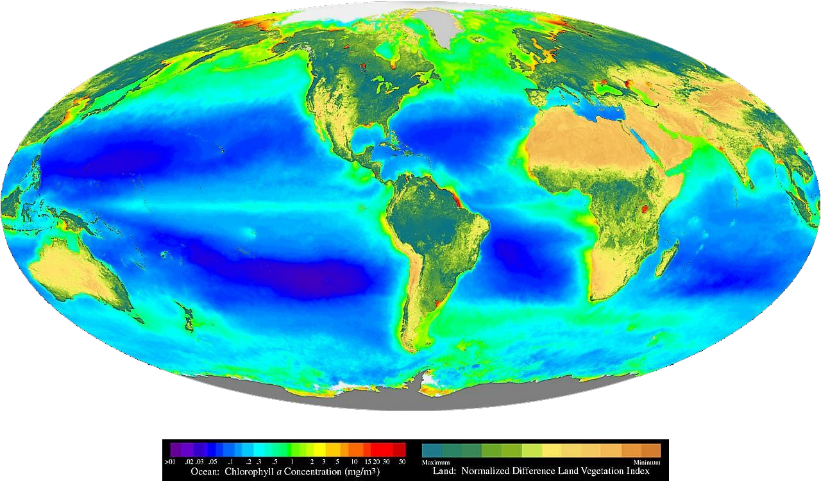 >.01 .02 .03 .05 .1 .2 .3 .5 1 2 3 5 10 15 20 30 50
Maximum Minimum
Ocean: Chlorophyll a Concentration (mg/m³) Land: Normalized Difference Land Vegetation Index